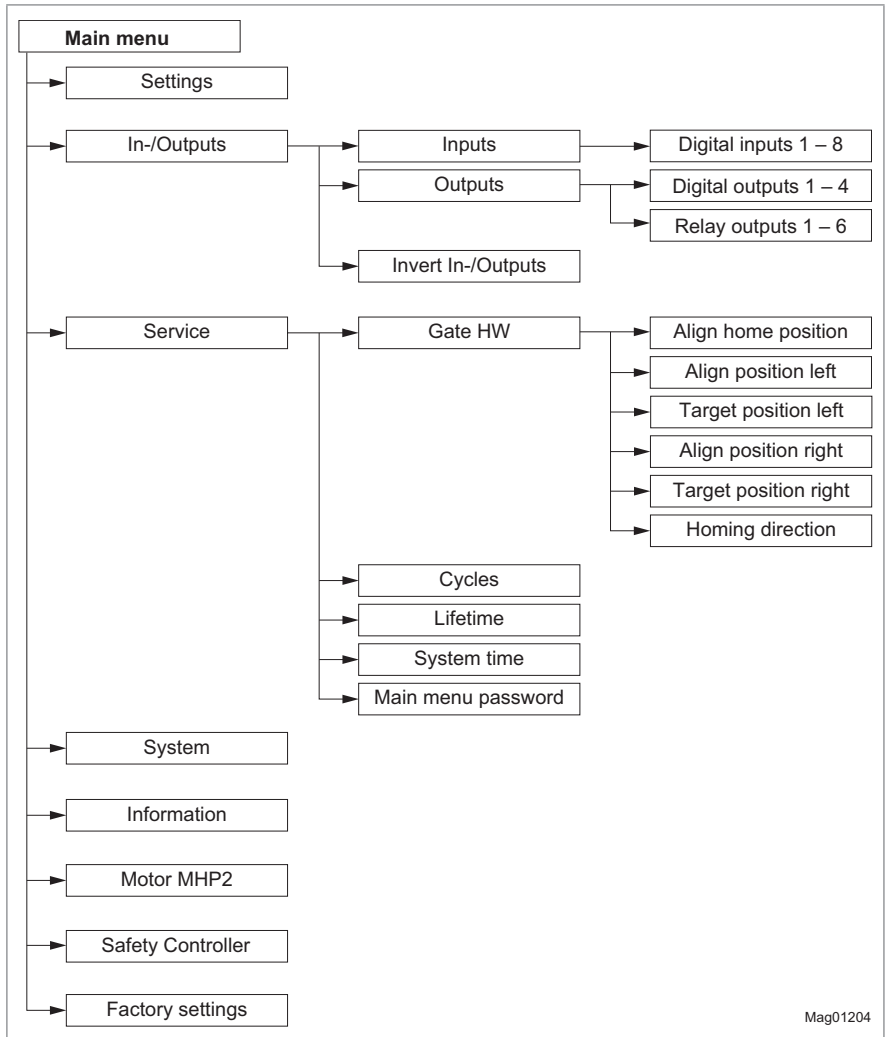 Main menu
Settings
In-/Outputs
Inputs
Digital inputs 1 – 8
Outputs
Digital outputs 1 – 4
Relay outputs 1 – 6
Invert In-/Outputs
Service
Gate HW
Align home position
Align position left
Target position left
Align position right
Target position right
Homing direction
Cycles
Lifetime
System time
Main menu password
System
Information
Motor MHP2
Safety Controller
Factory settings
Mag01204